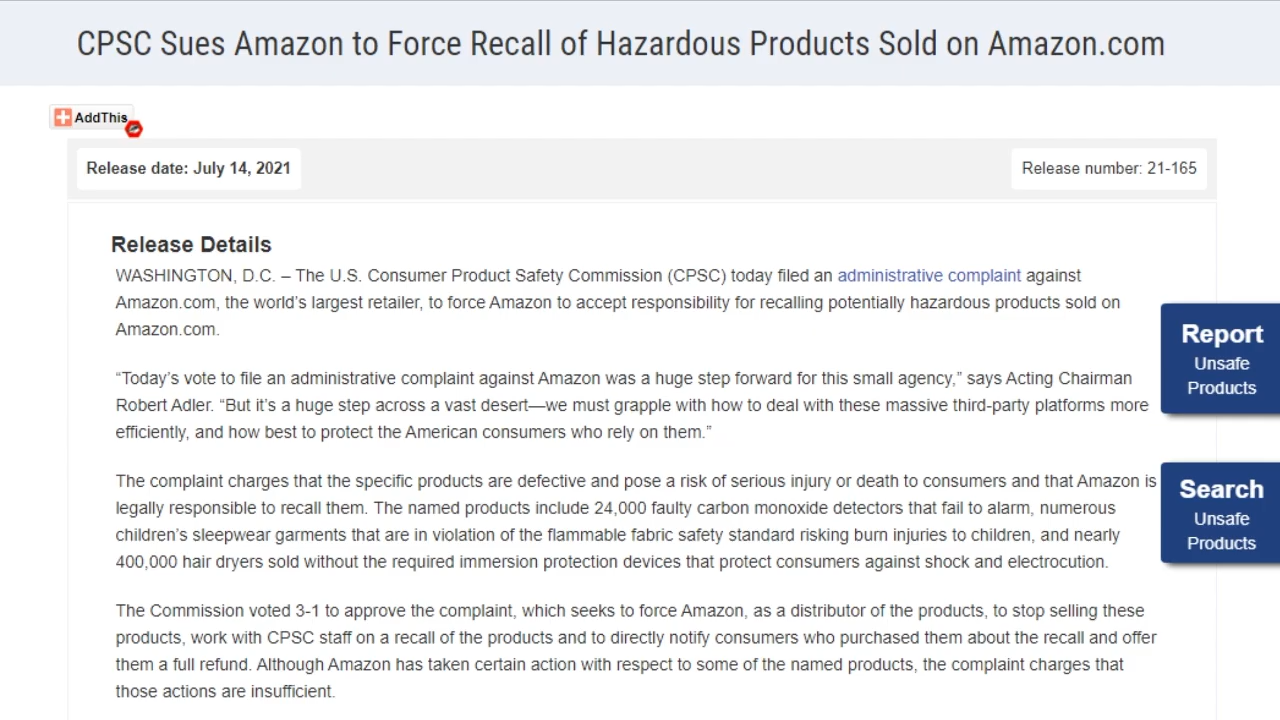 CPSC Sues Amazon to Force Recall of Hazardous Products Sold on Amazon.com
AddThis
Release date: July 14, 2021
Release number: 21-165
Release Details
WASHINGTON, D.C. – The U.S. Consumer Product Safety Commission (CPSC) today filed an administrative complaint against
Amazon.com, the world’s largest retailer, to force Amazon to accept responsibility for recalling potentially hazardous products sold on
Amazon.com.
“Today’s vote to file an administrative complaint against Amazon was a huge step forward for this small agency,” says Acting Chairman
Robert Adler. “But it’s a huge step across a vast desert—we must grapple with how to deal with these massive third-party platforms more
efficiently, and how best to protect the American consumers who rely on them.”
The complaint charges that the specific products are defective and pose a risk of serious injury or death to consumers and that Amazon is
legally responsible to recall them. The named products include 24,000 faulty carbon monoxide detectors that fail to alarm, numerous
children’s sleepwear garments that are in violation of the flammable fabric safety standard risking burn injuries to children, and nearly
400,000 hair dryers sold without the required immersion protection devices that protect consumers against shock and electrocution.
The Commission voted 3-1 to approve the complaint, which seeks to force Amazon, as a distributor of the products, to stop selling these
products, work with CPSC staff on a recall of the products and to directly notify consumers who purchased them about the recall and offer
them a full refund. Although Amazon has taken certain action with respect to some of the named products, the complaint charges that
those actions are insufficient.
Report
Unsafe
Products
Search
Unsafe
Products